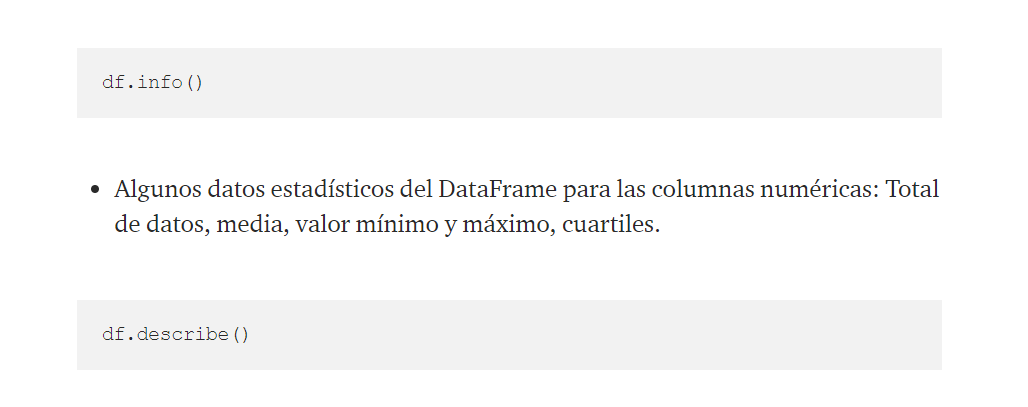 df.info()
• Algunos datos estadísticos del DataFrame para las columnas numéricas: Total
de datos, media, valor mínimo y máximo, cuartiles.
df.describe()